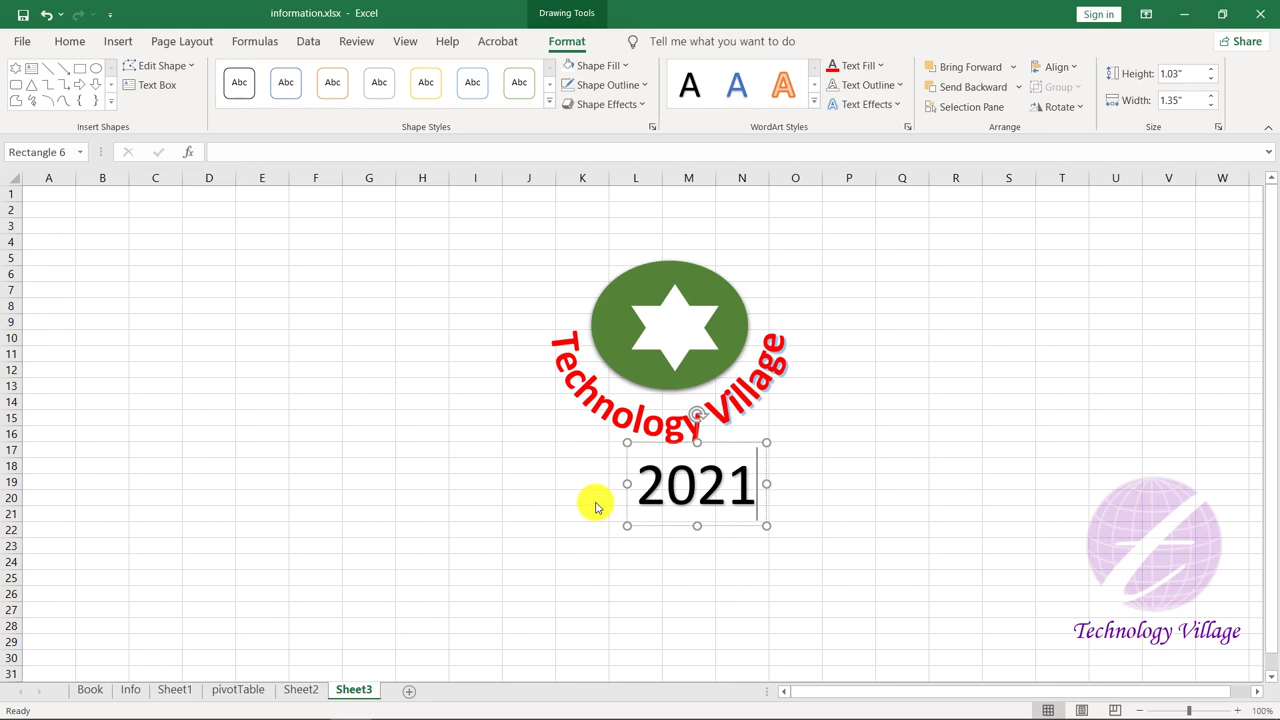 information.xlsx - Excel
Drawing Tools
Sign in
File Home Insert Page Layout Formulas Data Review View Help Acrobat Format Tell me what you want to do Share
Edit Shape
Text Box
Insert Shapes
Abc Abc Abc Abc Abc Abc Abc
Shape Styles
Shape Fill
Shape Outline
Shape Effects
A A A
WordArt Styles
Text Fill
Text Outline
Text Effects
Bring Forward
Send Backward
Selection Pane
Align
Group
Rotate
Arrange
Height: 1.03"
Width: 1.35"
Size
Rectangle 6
fx
A B C D E F G H I J K L M N O P Q R S T U V W
1
2
3
4
5
6
7
8
9
10
11
12
13
14
15
16
17
18
19
20
21
22
23
24
25
26
27
28
29
30
31
Technology Village
2021
Technology Village
Book Info Sheet1 pivotTable Sheet2 Sheet3
Ready
100%